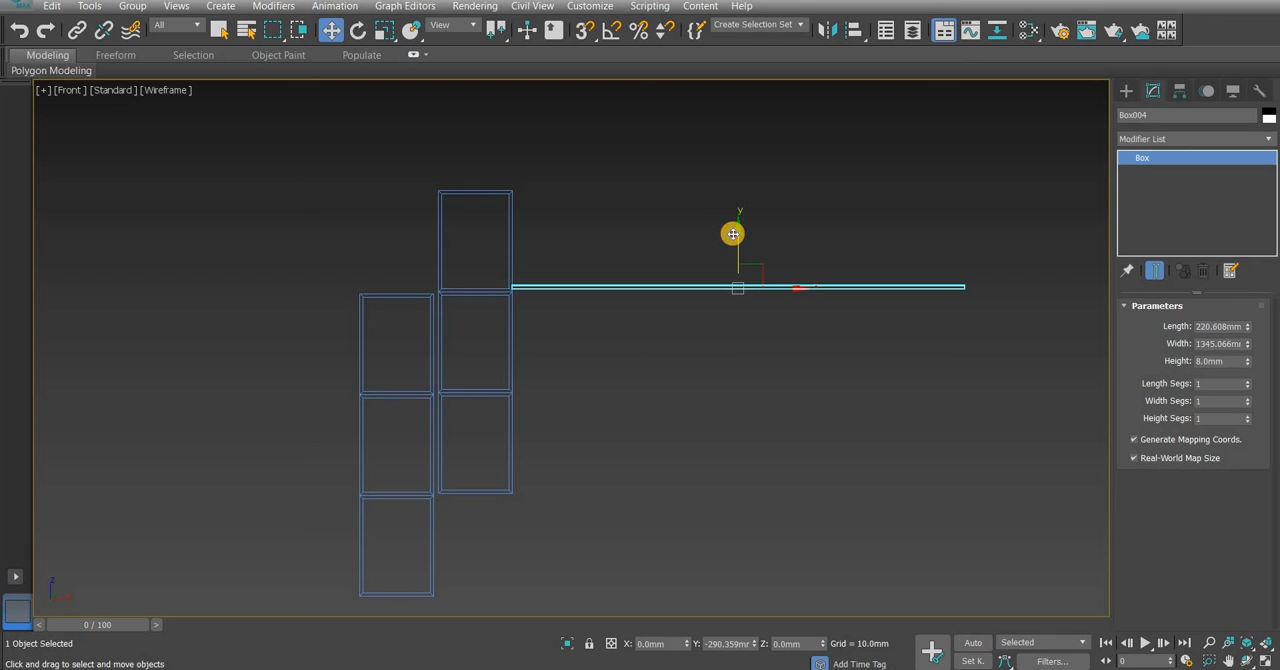 Edit Tools Group Views Create Modifiers Animation Graph Editors Rendering Civil View Customize Scripting Content Help
All View Create Selection Set
Modeling Freeform Selection Object Paint Populate
Polygon Modeling
[+] [Front ] [Standard ] [Wireframe ]
Box004
Modifier List
Box
y
Parameters
Length: 220.608mm
Width: 1345.066mr
Height: 8.0mm
Length Segs: 1
Width Segs: 1
Height Segs: 1
Generate Mapping Coords.
Real-World Map Size
z
0 / 100
1 Object Selected X: 0.0mm Y: -290.359mr Z: 0.0mm Grid = 10.0mm Auto Selected
Click and drag to select and move objects Add Time Tag Set K. Filters... 0